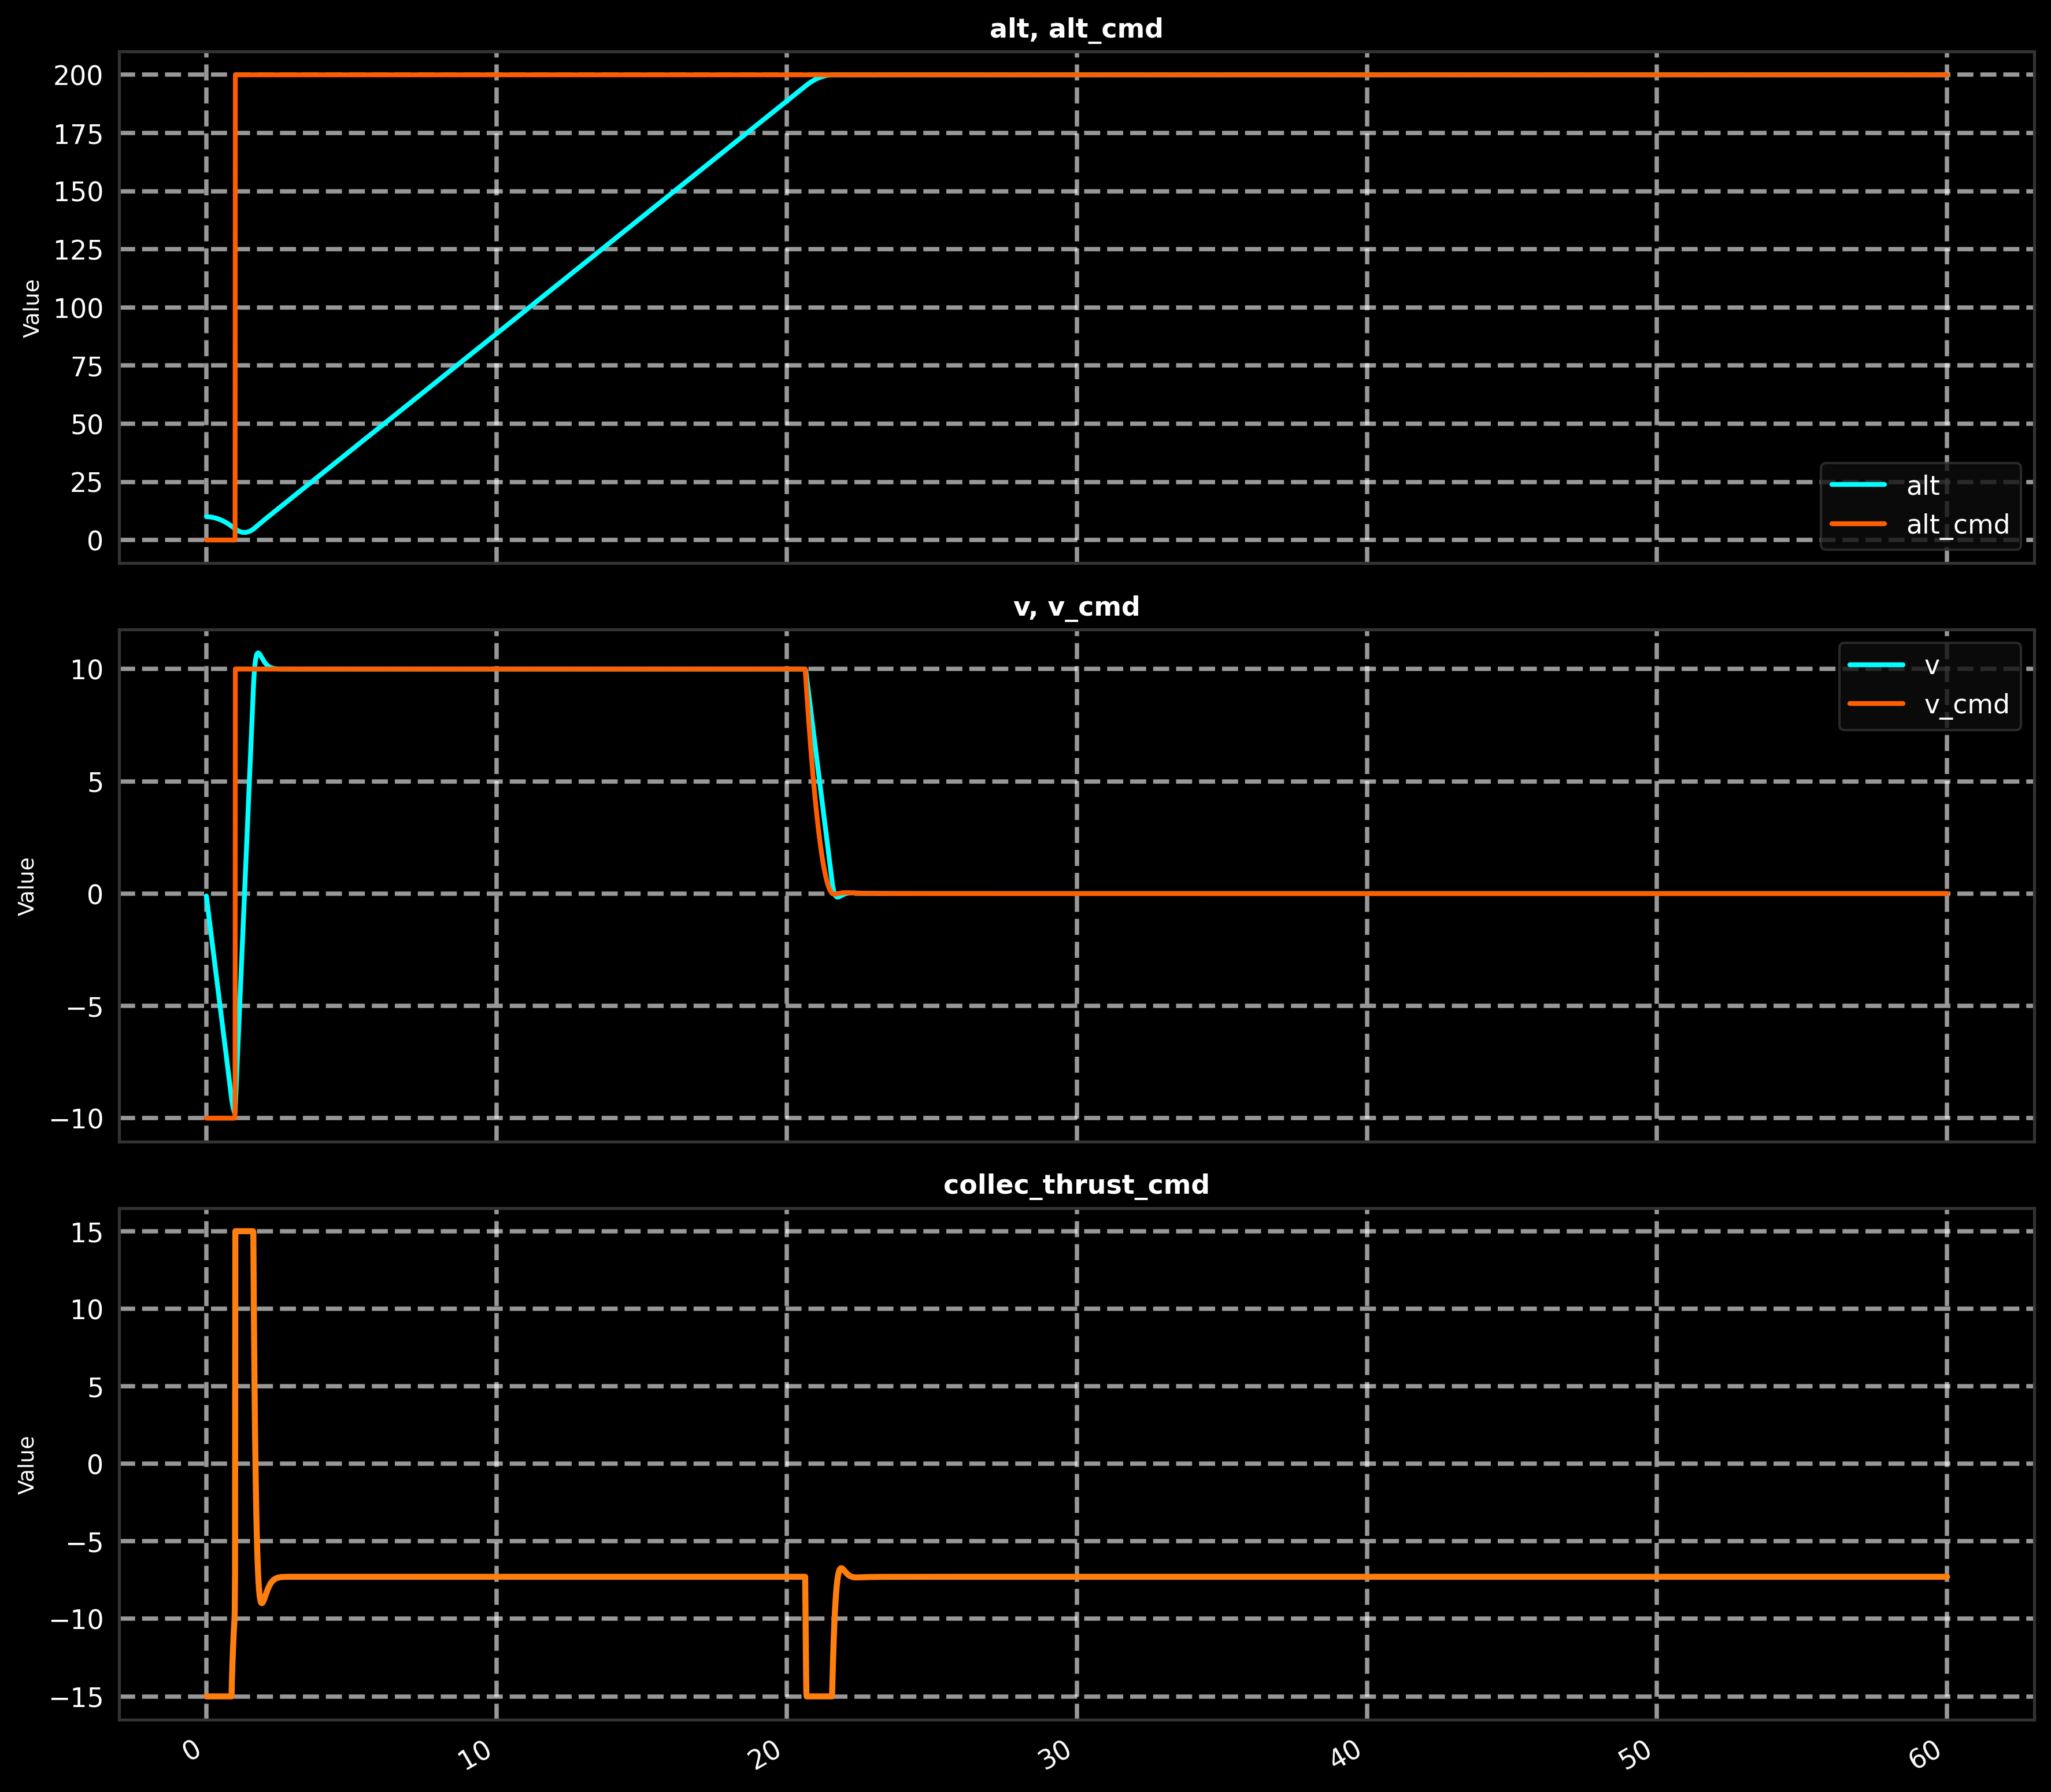 alt, alt_cmd
200
175
150
125
100
75
50
25
0
Value
alt
alt_cmd
v, v_cmd
10
5
0
−5
−10
Value
v
v_cmd
collec_thrust_cmd
15
10
5
0
−5
−10
−15
Value
0 10 20 30 40 50 60